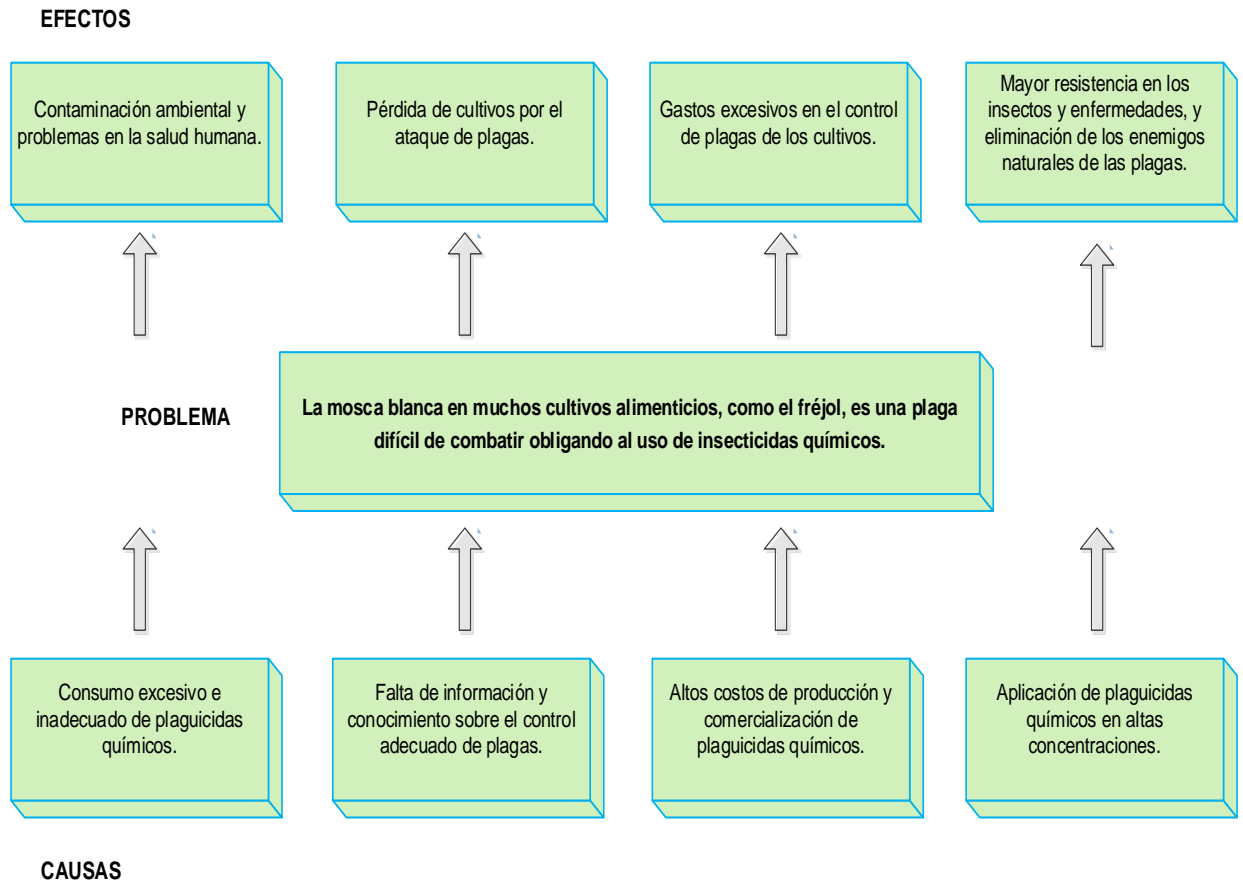 EFECTOS
Contaminación ambiental y
problemas en la salud humana.
Pérdida de cultivos por el
ataque de plagas.
Gastos excesivos en el control
de plagas de los cultivos.
Mayor resistencia en los
insectos y enfermedades, y
eliminación de los enemigos
naturales de las plagas.
PROBLEMA
La mosca blanca en muchos cultivos alimenticios, como el fréjol, es una plaga
difícil de combatir obligando al uso de insecticidas químicos.
Consumo excesivo e
inadecuado de plaguicidas
químicos.
Falta de información y
conocimiento sobre el control
adecuado de plagas.
Altos costos de producción y
comercialización de
plaguicidas químicos.
Aplicación de plaguicidas
químicos en altas
concentraciones.
CAUSAS